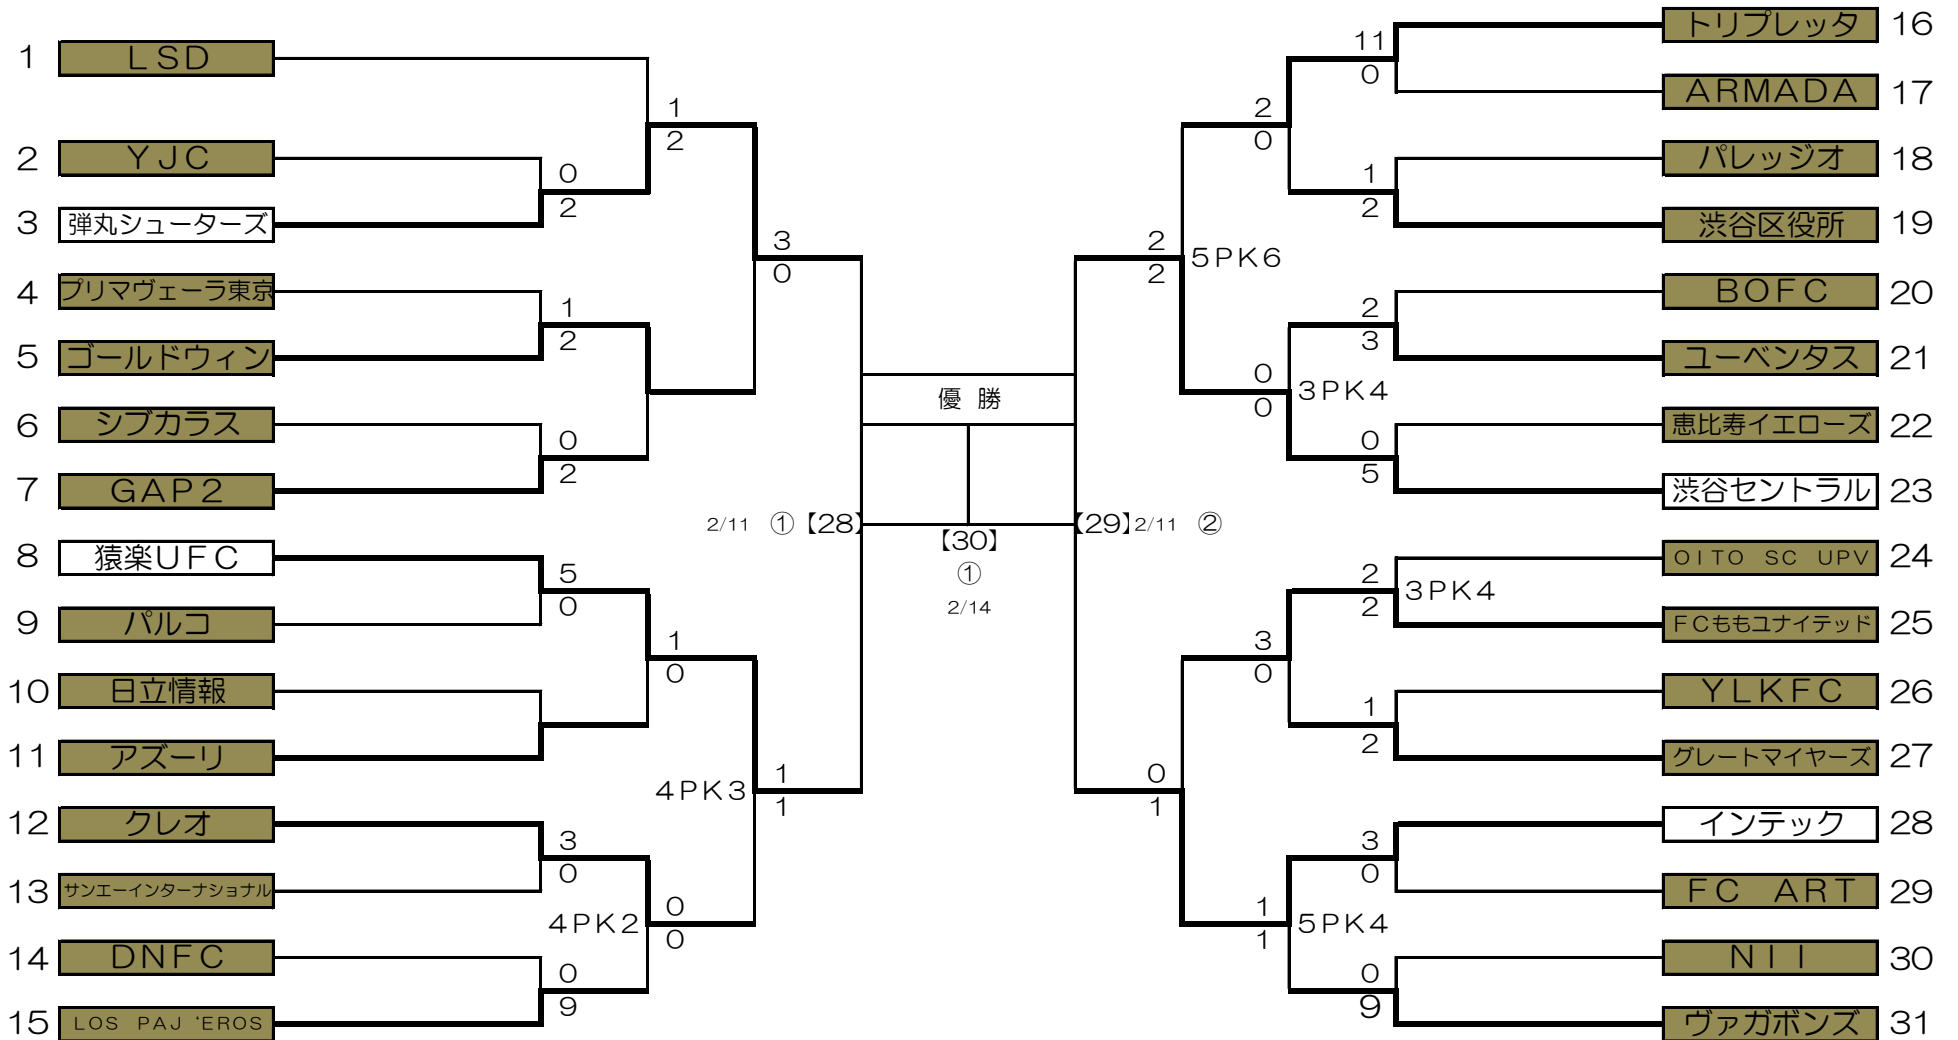 1 ＬＳＤ
1
2
2 ＹＪＣ
0
2
3 弾丸シューターズ
3
0
4 プリマヴェーラ東京
1
2
5 ゴールドウィン
6 シブカラス
0
2
7 ＧＡＰ２
2/11 ①【28】
8 猿楽ＵＦＣ
5
0
9 パルコ
1
0
10 日立情報
11 アズーリ
4PK3
1
1
12 クレオ
3
0
13 サンエーインターナショナル
4PK2
0
0
14 ＤＮＦＣ
0
9
15 ＬＯＳ ＰＡＪ‘ＥＲＯＳ
優 勝
【30】
①
2/14
トリプレッタ 16
11
0
ARMADA 17
2
0
パレッジオ 18
1
2
渋谷区役所 19
2
2
5PK6
ＢＯＦＣ 20
2
3
ユーベンタス 21
0
0
3PK4
恵比寿イエローズ 22
0
5
渋谷セントラル 23
【29】2/11 ②
ＯＩＴＯ ＳＣ ＵＰＶ 24
2
2
3PK4
ＦＣももユナイテッド 25
3
0
ＹＬＫＦＣ 26
1
2
グレートマイヤーズ 27
0
1
インテック 28
3
0
ＦＣ ＡＲＴ 29
1
1
5PK4
ＮＩＩ 30
0
9
ヴァガボンズ 31